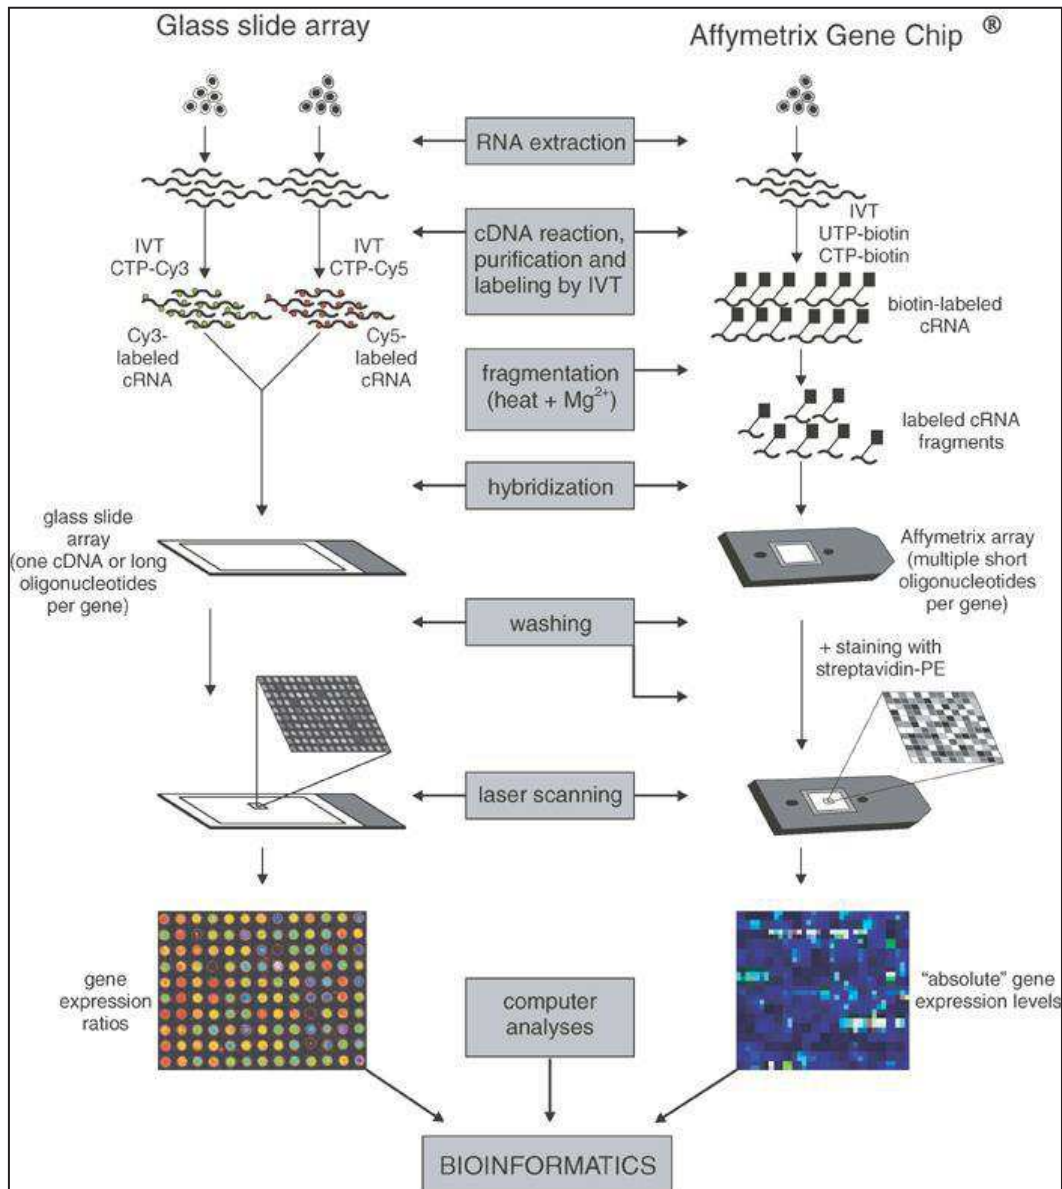 Glass slide array
Affymetrix Gene Chip ®
RNA extraction
IVT
CTP-Cy3
IVT
CTP-Cy5
cDNA reaction,
purification and
labeling by IVT
IVT
UTP-biotin
CTP-biotin
Cy3-
labeled
cRNA
Cy5-
labeled
cRNA
biotin-labeled
cRNA
fragmentation
(heat + Mg²⁺)
labeled cRNA
fragments
hybridization
glass slide
array
(one cDNA or long
oligonucleotides
per gene)
Affymetrix array
(multiple short
oligonucleotides
per gene)
washing
+ staining with
streptavidin-PE
laser scanning
gene
expression
ratios
computer
analyses
"absolute" gene
expression levels
BIOINFORMATICS